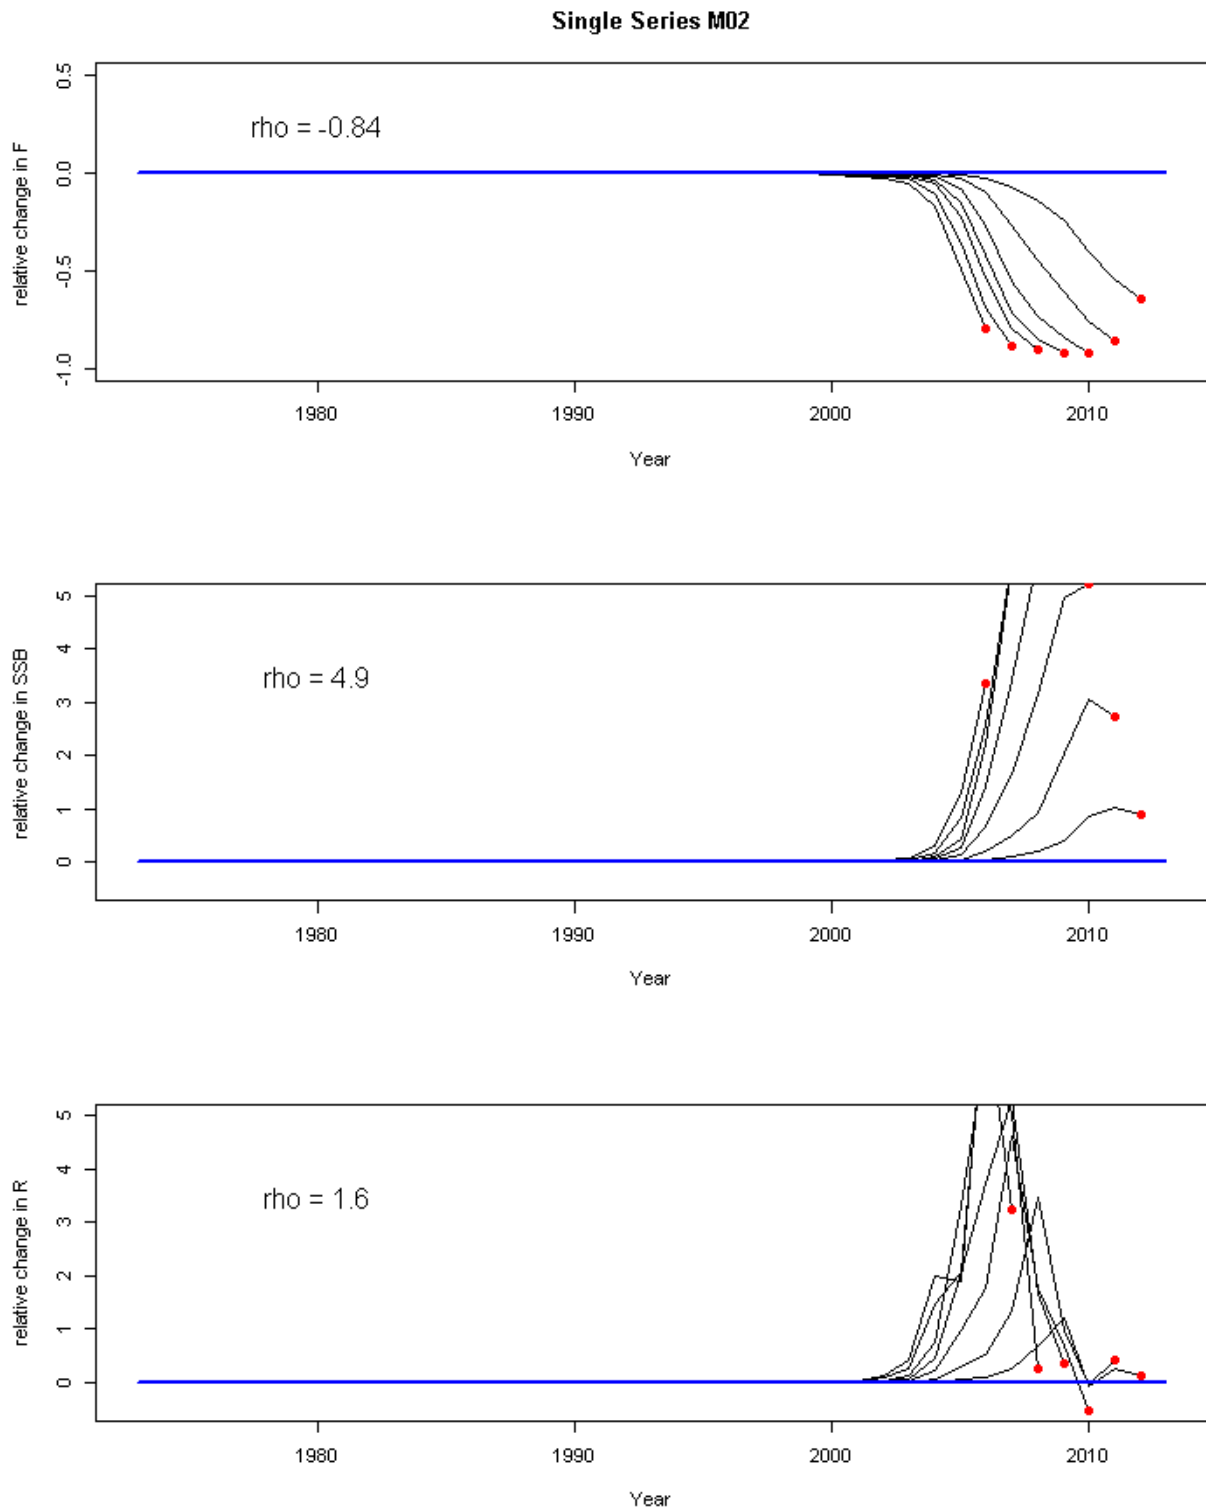 Single Series M02
relative change in F
0.5
0.0
-0.5
-1.0
rho = -0.84
1980 1990 2000 2010
Year
relative change in SSB
5
4
3
2
1
0
rho = 4.9
1980 1990 2000 2010
Year
relative change in R
5
4
3
2
1
0
rho = 1.6
1980 1990 2000 2010
Year